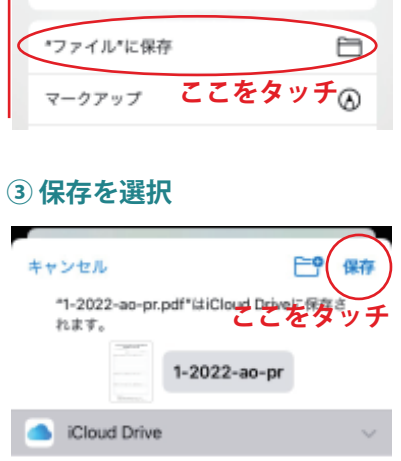 "ファイル"に保存
マークアップ ここをタッチ
③ 保存を選択
キャンセル 保存
"1-2022-ao-pr.pdf"はiCloud Driveに保存さ
れます。
ここをタッチ
1-2022-ao-pr
iCloud Drive